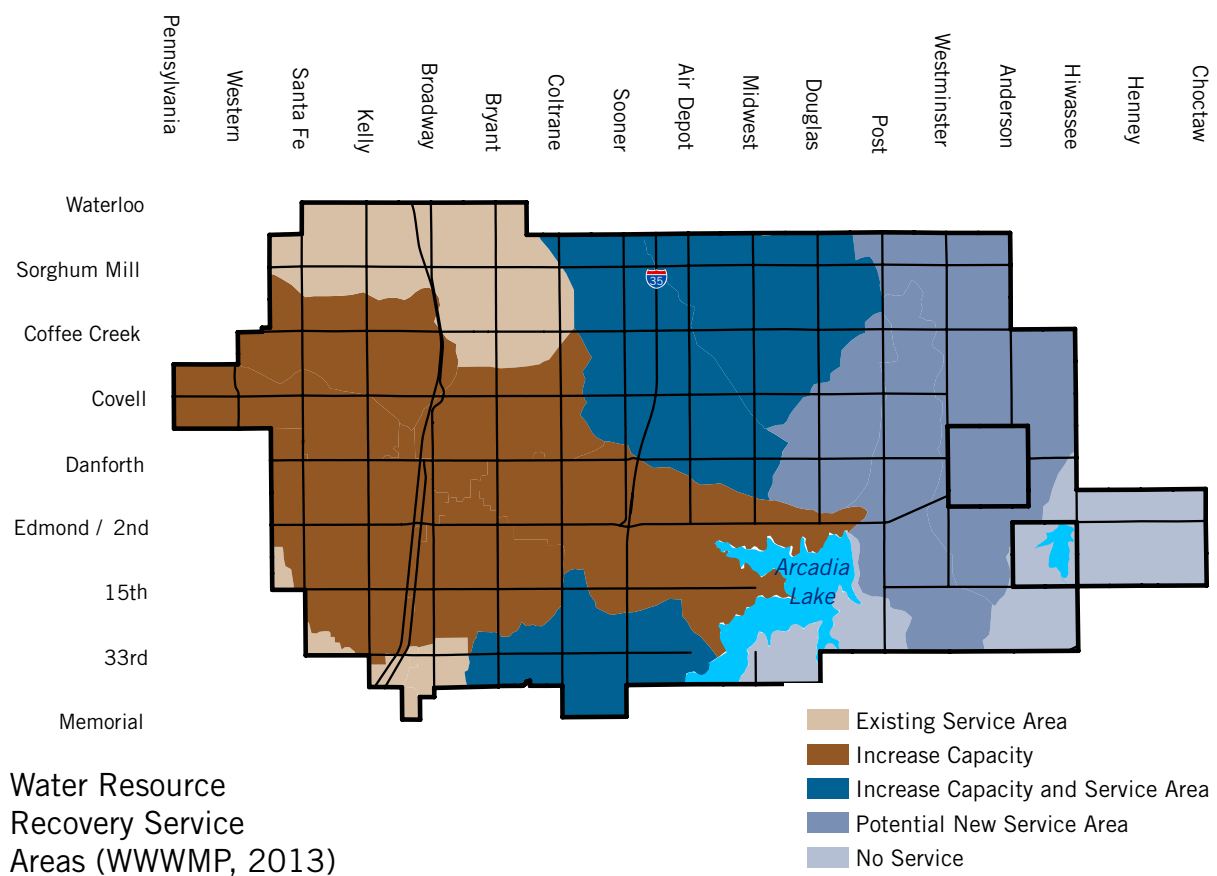 Pennsylvania
Western
Santa Fe
Kelly
Broadway
Bryant
Coltrane
Sooner
Air Depot
Midwest
Douglas
Post
Westminster
Anderson
Hiwassee
Henney
Choctaw
Waterloo
Sorghum Mill
Coffee Creek
Covell
Danforth
Edmond / 2nd
15th
33rd
Memorial
35
Arcadia
Lake
Existing Service Area
Increase Capacity
Increase Capacity and Service Area
Potential New Service Area
No Service
Water Resource
Recovery Service
Areas (WWWMP, 2013)